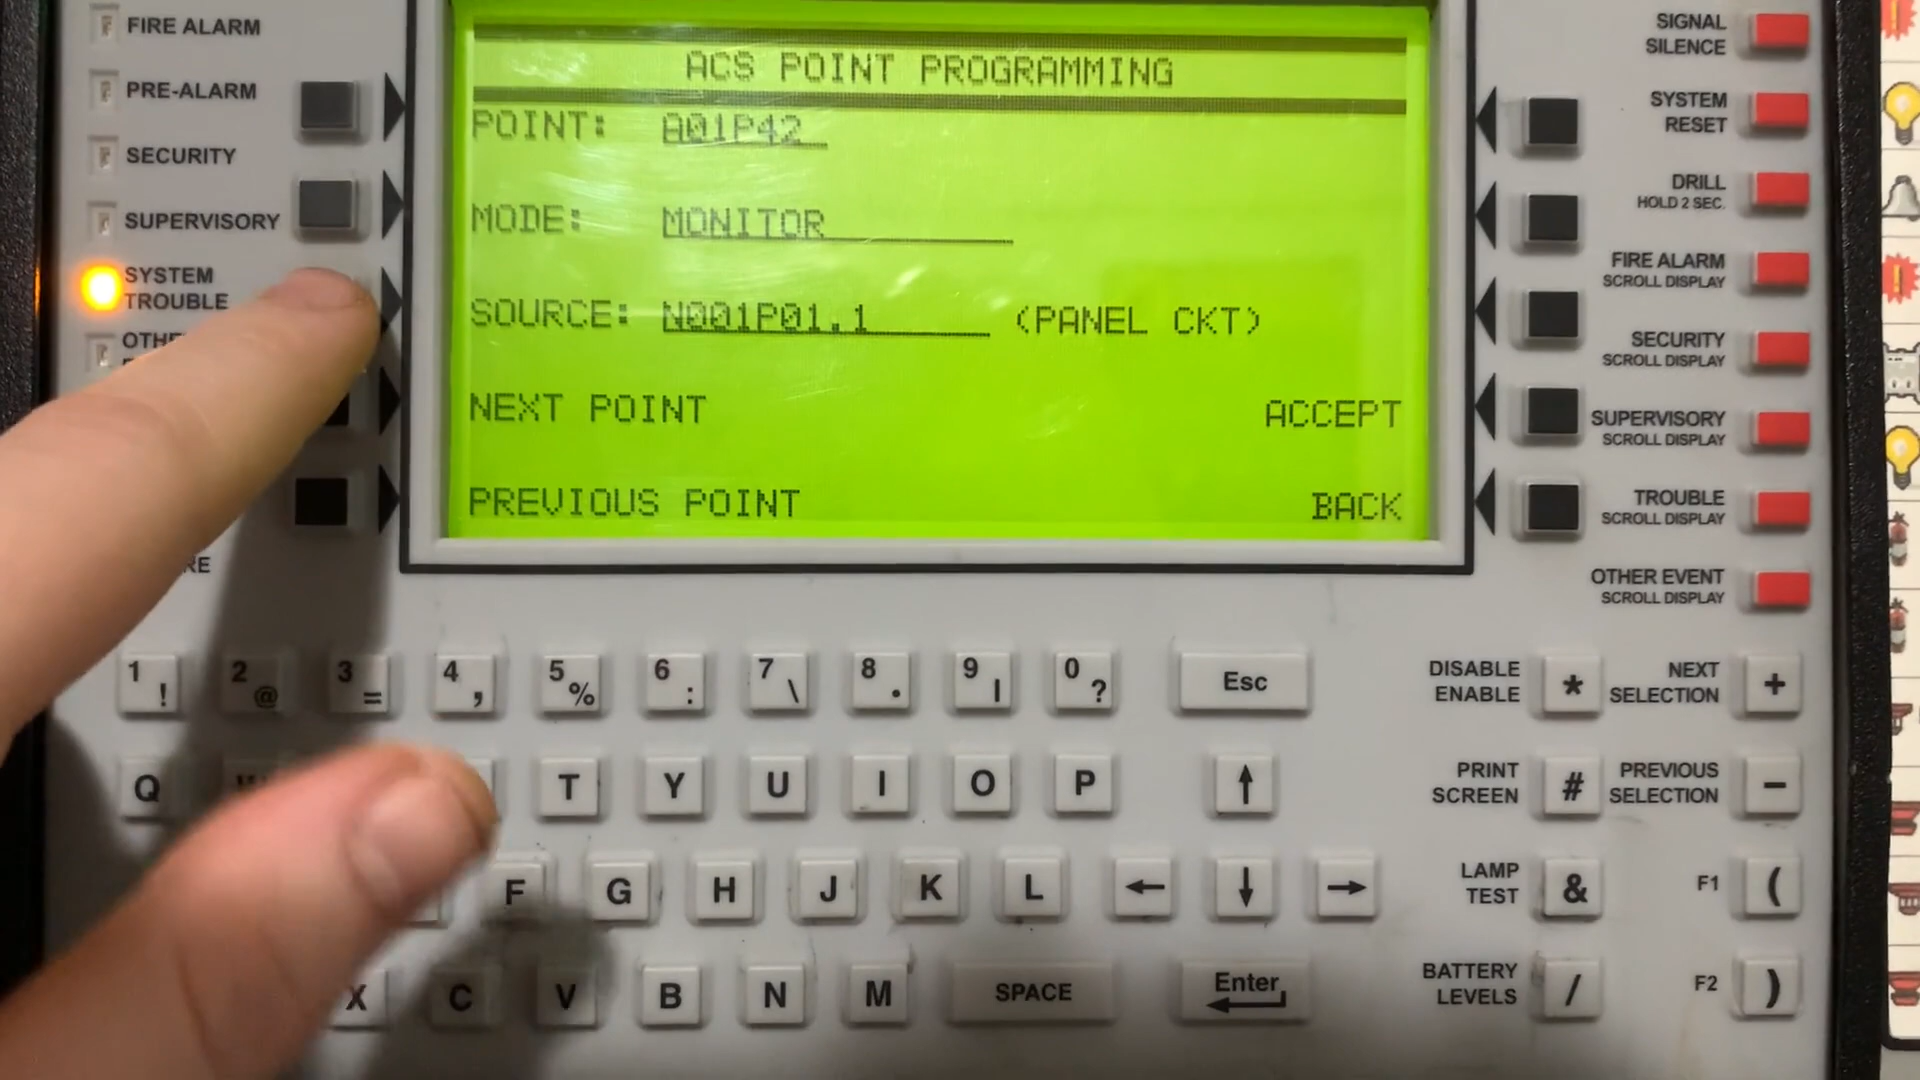 FIRE ALARM
PRE-ALARM
SECURITY
SUPERVISORY
SYSTEM
TROUBLE
ACS POINT PROGRAMMING
POINT: A01P42
MODE: MONITOR
SOURCE: N001P01.1 (PANEL CKT)
NEXT POINT
ACCEPT
PREVIOUS POINT
BACK
SIGNAL
SILENCE
SYSTEM
RESET
DRILL
HOLD 2 SEC.
FIRE ALARM
SCROLL DISPLAY
SECURITY
SCROLL DISPLAY
SUPERVISORY
SCROLL DISPLAY
TROUBLE
SCROLL DISPLAY
OTHER EVENT
SCROLL DISPLAY
1 ! 2 @ 3 = 4 , 5 % 6 : 7 \ 8 . 9 | 0 ? Esc
Q T Y U I O P ↑
F G H J K L ← ↓ →
X C V B N M SPACE Enter
DISABLE
ENABLE
*
NEXT
SELECTION
+
PRINT
SCREEN
#
PREVIOUS
SELECTION
-
LAMP
TEST
&
F1 (
BATTERY
LEVELS
/
F2 )